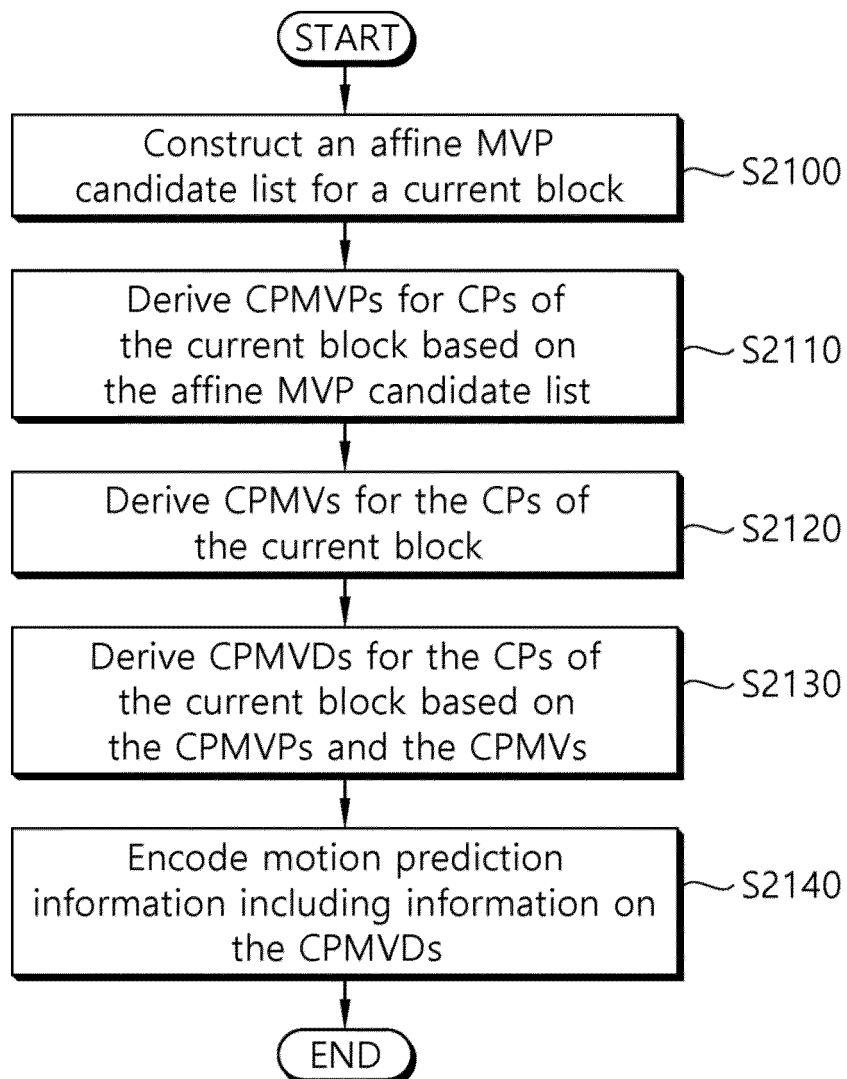 START
Construct an affine MVP
candidate list for a current block
S2100
Derive CPMVPs for CPs of
the current block based on
the affine MVP candidate list
S2110
Derive CPMVs for the CPs of
the current block
S2120
Derive CPMVDs for the CPs of
the current block based on
the CPMVPs and the CPMVs
S2130
Encode motion prediction
information including information on
the CPMVDs
S2140
END